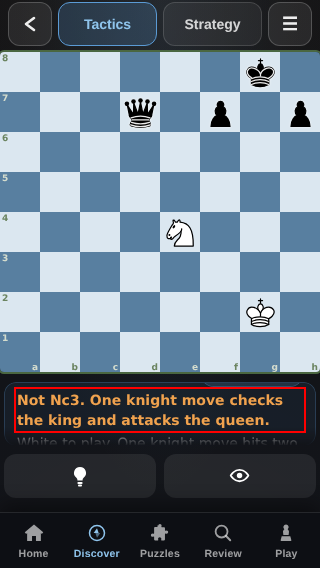 Tactics
Strategy
8
7
6
5
4
3
2
1
a b c d e f g h
Not Nc3. One knight move checks
the king and attacks the queen.
White to play. One knight move hits two
Home
Discover
Puzzles
Review
Play